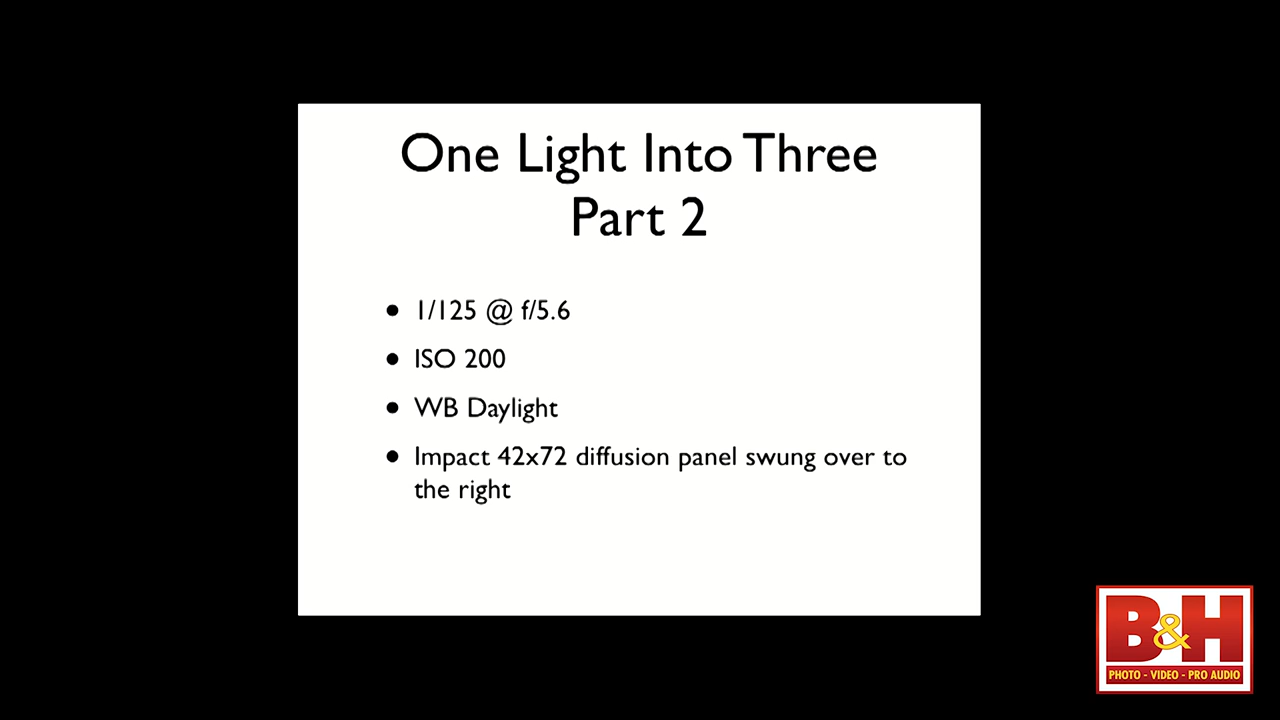 One Light Into Three
Part 2
• 1/125 @ f/5.6
• ISO 200
• WB Daylight
• Impact 42x72 diffusion panel swung over to
the right
B&H
PHOTO - VIDEO - PRO AUDIO